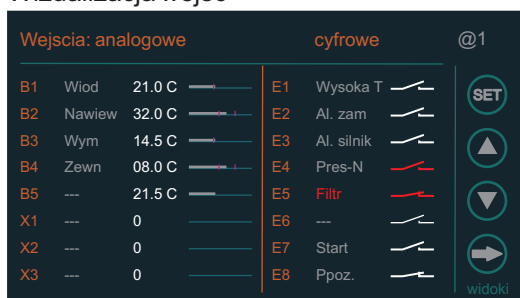 Wejscia: analogowe cyfrowe @1
B1 Wiod 21.0 C E1 Wysoka T
SET
B2 Nawiew 32.0 C E2 Al. zam
B3 Wym 14.5 C E3 Al. silnik
B4 Zewn 08.0 C E4 Pres-N
B5 --- 21.5 C E5 Filtr
X1 --- 0 E6 ---
X2 --- 0 E7 Start
X3 --- 0 E8 Ppoz.
widoki